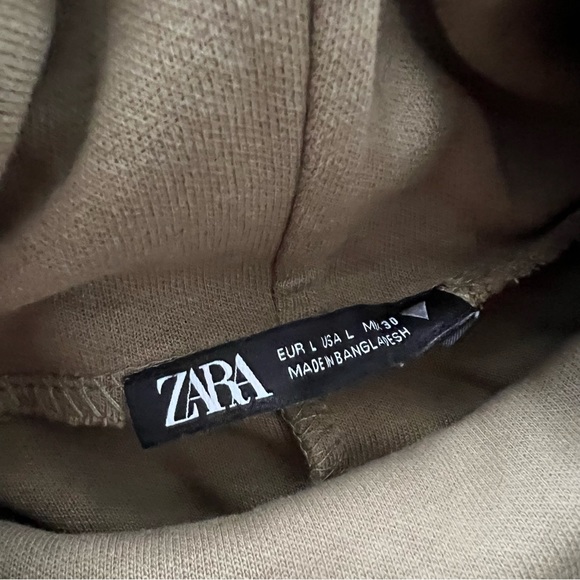 ZARA
EUR L USA L MEX 30
MADE IN BANGLADESH